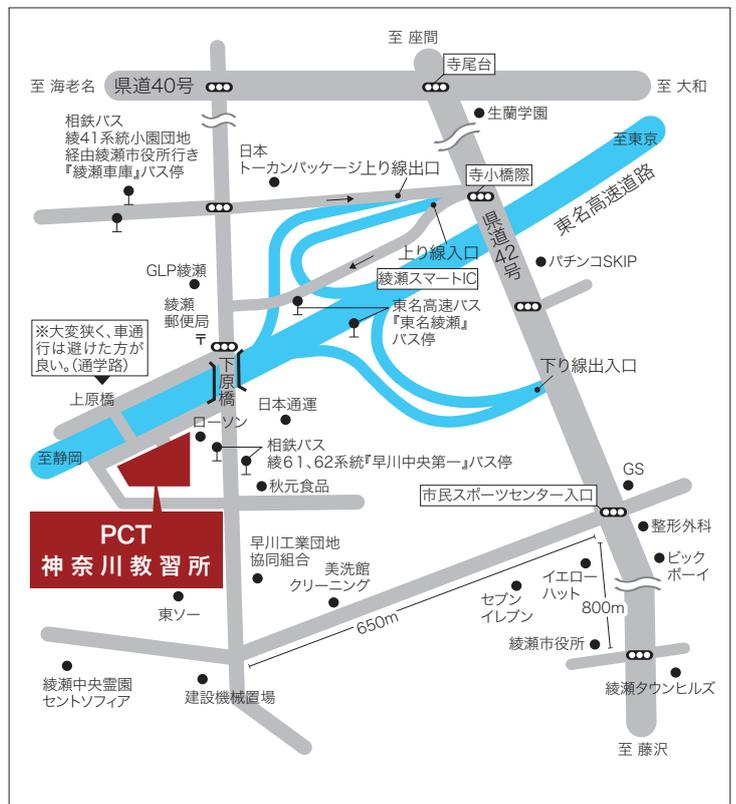 至 座間
寺尾台
至 海老名
県道40号
至 大和
生蘭学園
相鉄バス
綾41系統小園団地
経由綾瀬市役所行き
『綾瀬車庫』バス停
至東京
日本
トーカンパッケージ
上り線出口
寺小橋際
東名高速道路
県道42号
上り線入口
パチンコSKIP
GLP綾瀬
綾瀬スマートIC
綾瀬
郵便局
〒
東名高速バス
『東名綾瀬』
バス停
※大変狭く、車通
行は避けた方が
良い。(通学路)
下原橋
下り線出入口
上原橋
日本通運
ローソン
至静岡
相鉄バス
綾61、62系統『早川中央第一』バス停
GS
秋元食品
市民スポーツセンター入口
PCT
神奈川教習所
整形外科
早川工業団地
協同組合
美洗館
クリーニング
ビック
ボーイ
イエロー
ハット
セブン
イレブン
800m
東ソー
650m
綾瀬市役所
綾瀬中央霊園
セントソフィア
建設機械置場
綾瀬タウンヒルズ
至 藤沢